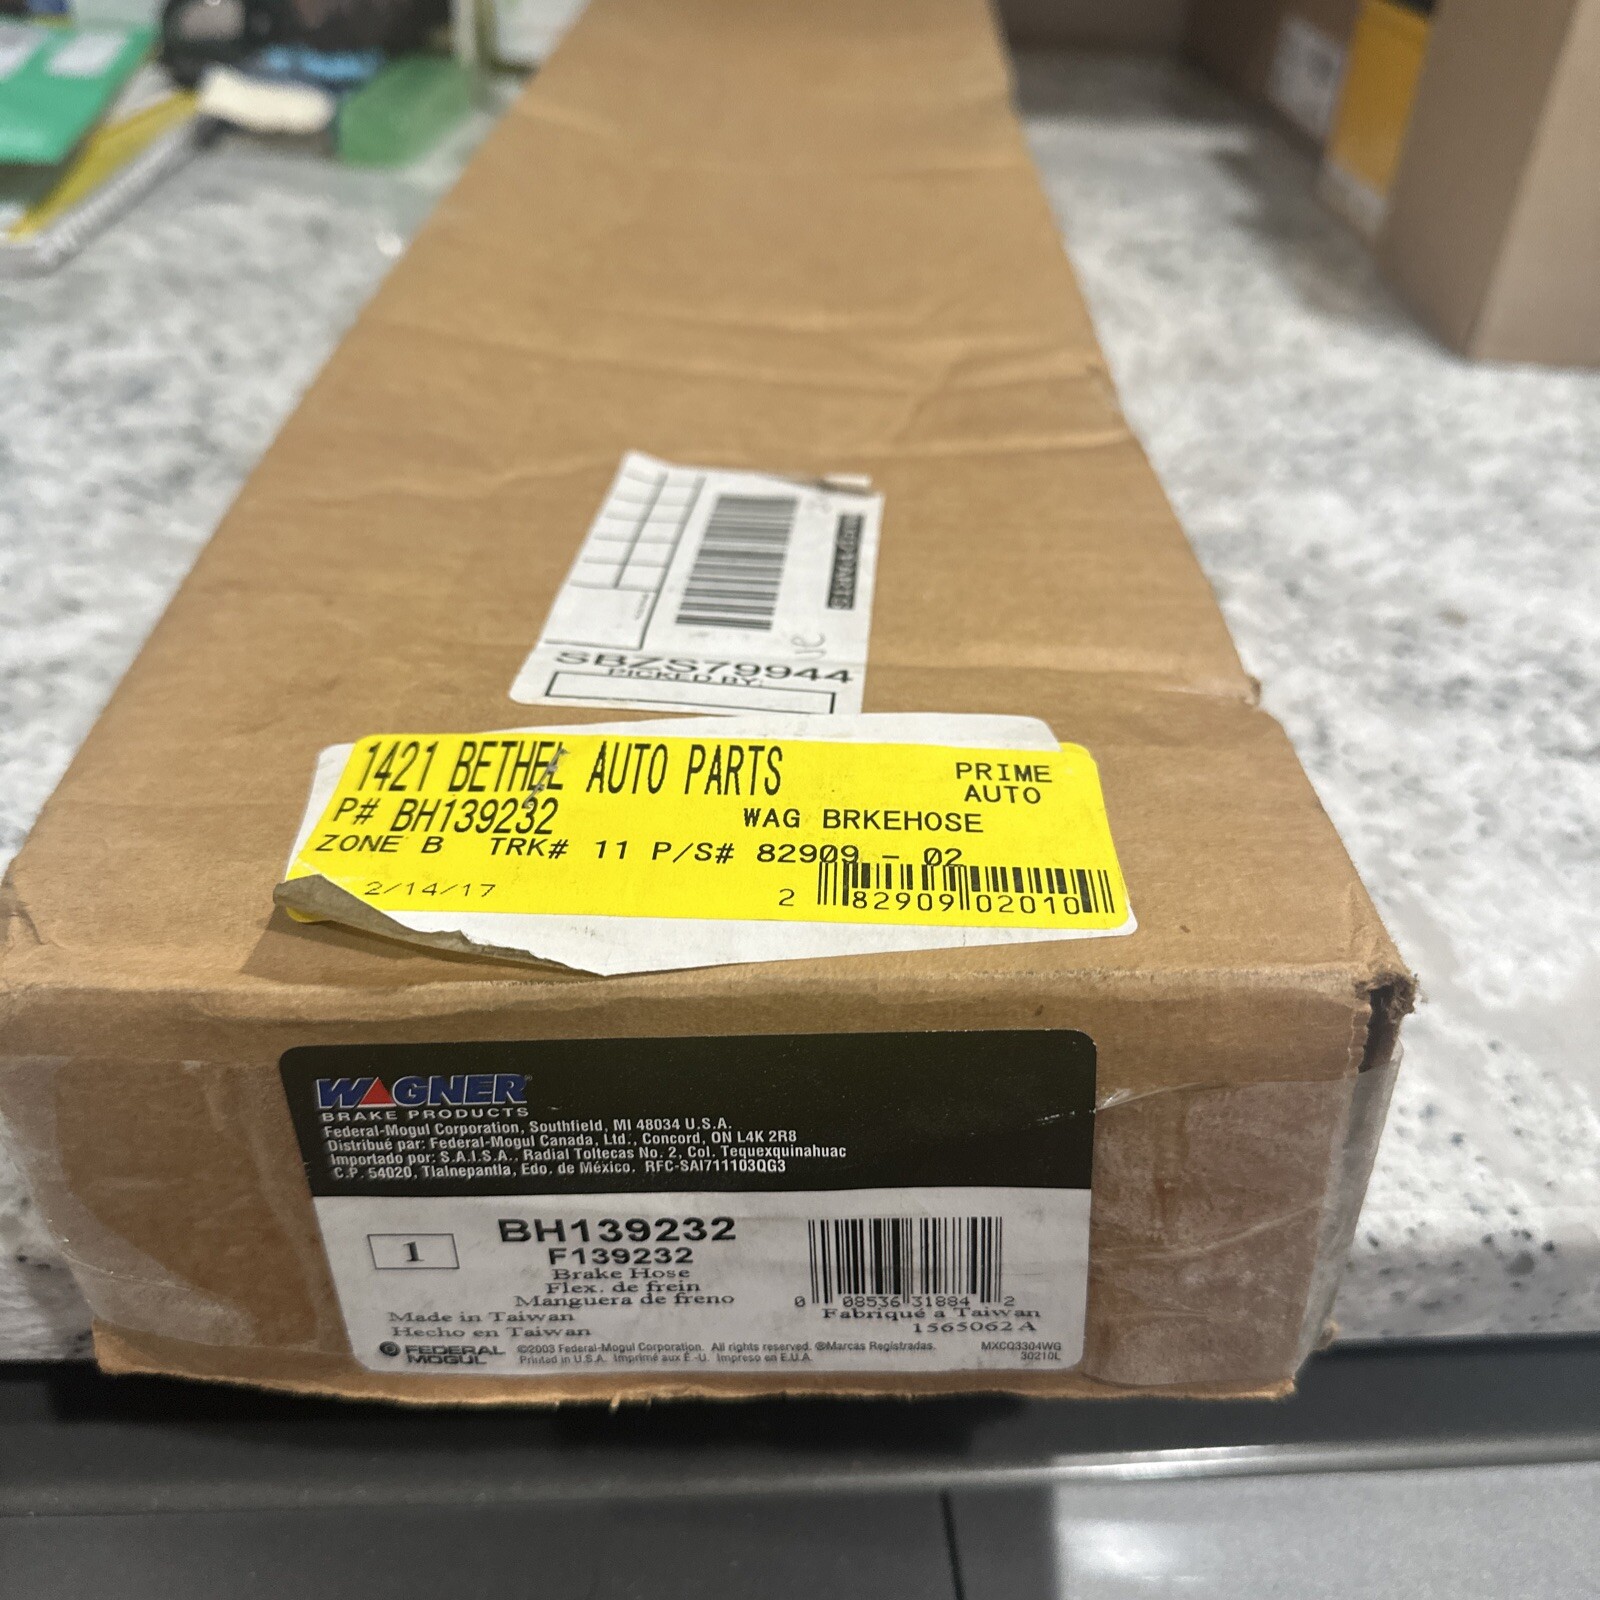 SBZS79944
PICKED BY:
1421 BETHEL AUTO PARTS
PRIME
AUTO
P# BH139232
WAG BRKEHOSE
ZONE B TRK# 11 P/S# 82909 - 02
2/14/17
2 82909 02010
WAGNER®
BRAKE PRODUCTS
Federal-Mogul Corporation, Southfield, MI 48034 U.S.A.
Distribué par: Federal-Mogul Canada, Ltd., Concord, ON L4K 2R8
Importado por: S.A.I.S.A., Radial Toltecas No. 2, Col. Tequexquinahuac
C.P. 54020, Tlalnepantla, Edo. de México. RFC-SAI711103QG3
1
BH139232
F139232
Brake Hose
Flex. de frein
Manguera de freno
Made in Taiwan
Hecho en Taiwan
0 08536 31884 2
Fabriqué a Taiwan
1565062A
FEDERAL
MOGUL
©2003 Federal-Mogul Corporation. All rights reserved. ®Marcas Registradas.
Printed in U.S.A. Imprimé aux É.-U. Impreso en E.U.A.
MXCQ3304WG
30210L